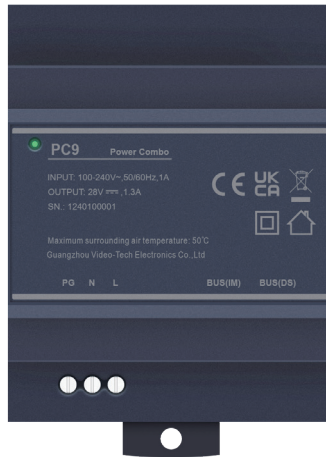 PC9 Power Combo
INPUT: 100-240V~,50/60Hz,1A
OUTPUT: 28V ⎓ ,1.3A
SN.: 1240100001
CE UK CA
Maximum surrounding air temperature: 50℃
Guangzhou Video-Tech Electronics Co.,Ltd
PG N L BUS(IM) BUS(DS)